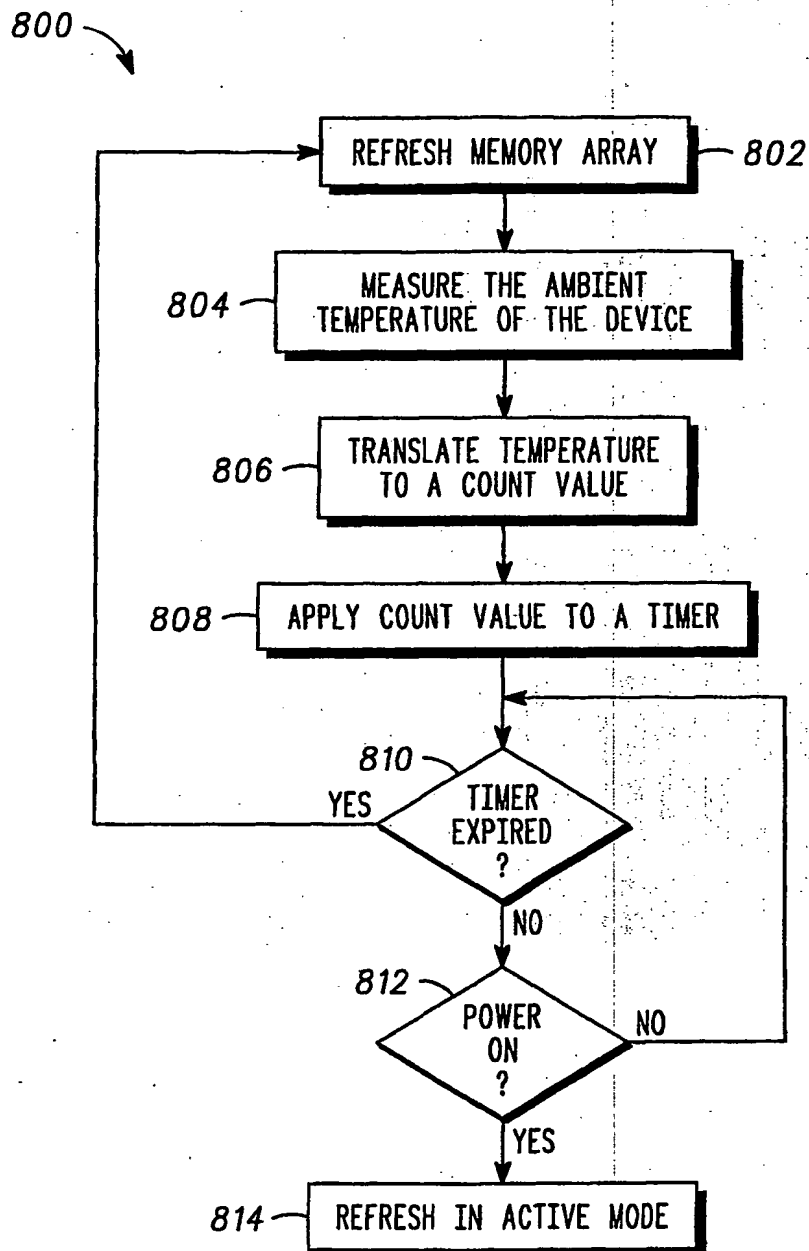 800
REFRESH MEMORY ARRAY
802
804
MEASURE THE AMBIENT
TEMPERATURE OF THE DEVICE
806
TRANSLATE TEMPERATURE
TO A COUNT VALUE
808
APPLY COUNT VALUE TO A TIMER
810
TIMER
EXPIRED
?
YES
NO
812
POWER
ON
?
NO
YES
814
REFRESH IN ACTIVE MODE